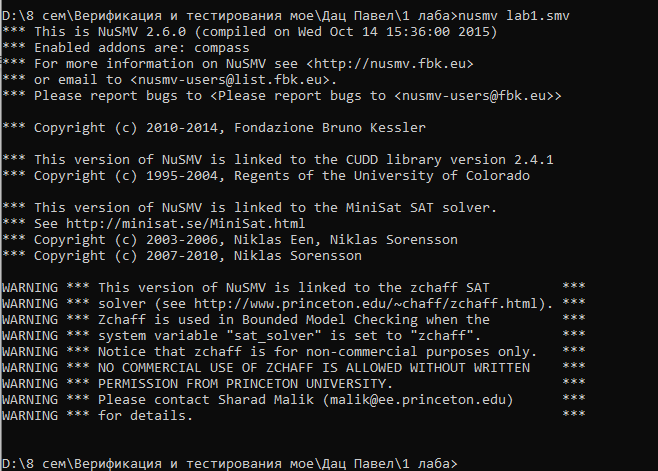 D:\8 сем\Верификация и тестирования мое\Дац Павел\1 лаба>nusmv lab1.smv
*** This is NuSMV 2.6.0 (compiled on Wed Oct 14 15:36:00 2015)
*** Enabled addons are: compass
*** For more information on NuSMV see <http://nusmv.fbk.eu>
*** or email to <nusmv-users@list.fbk.eu>.
*** Please report bugs to <Please report bugs to <nusmv-users@fbk.eu>>
*** Copyright (c) 2010-2014, Fondazione Bruno Kessler
*** This version of NuSMV is linked to the CUDD library version 2.4.1
*** Copyright (c) 1995-2004, Regents of the University of Colorado
*** This version of NuSMV is linked to the MiniSat SAT solver.
*** See http://minisat.se/MiniSat.html
*** Copyright (c) 2003-2006, Niklas Een, Niklas Sorensson
*** Copyright (c) 2007-2010, Niklas Sorensson
WARNING *** This version of NuSMV is linked to the zchaff SAT         ***
WARNING *** solver (see http://www.princeton.edu/~chaff/zchaff.html). ***
WARNING *** Zchaff is used in Bounded Model Checking when the         ***
WARNING *** system variable "sat_solver" is set to "zchaff".          ***
WARNING *** Notice that zchaff is for non-commercial purposes only.   ***
WARNING *** NO COMMERCIAL USE OF ZCHAFF IS ALLOWED WITHOUT WRITTEN    ***
WARNING *** PERMISSION FROM PRINCETON UNIVERSITY.                     ***
WARNING *** Please contact Sharad Malik (malik@ee.princeton.edu)      ***
WARNING *** for details.                                              ***
D:\8 сем\Верификация и тестирования мое\Дац Павел\1 лаба>